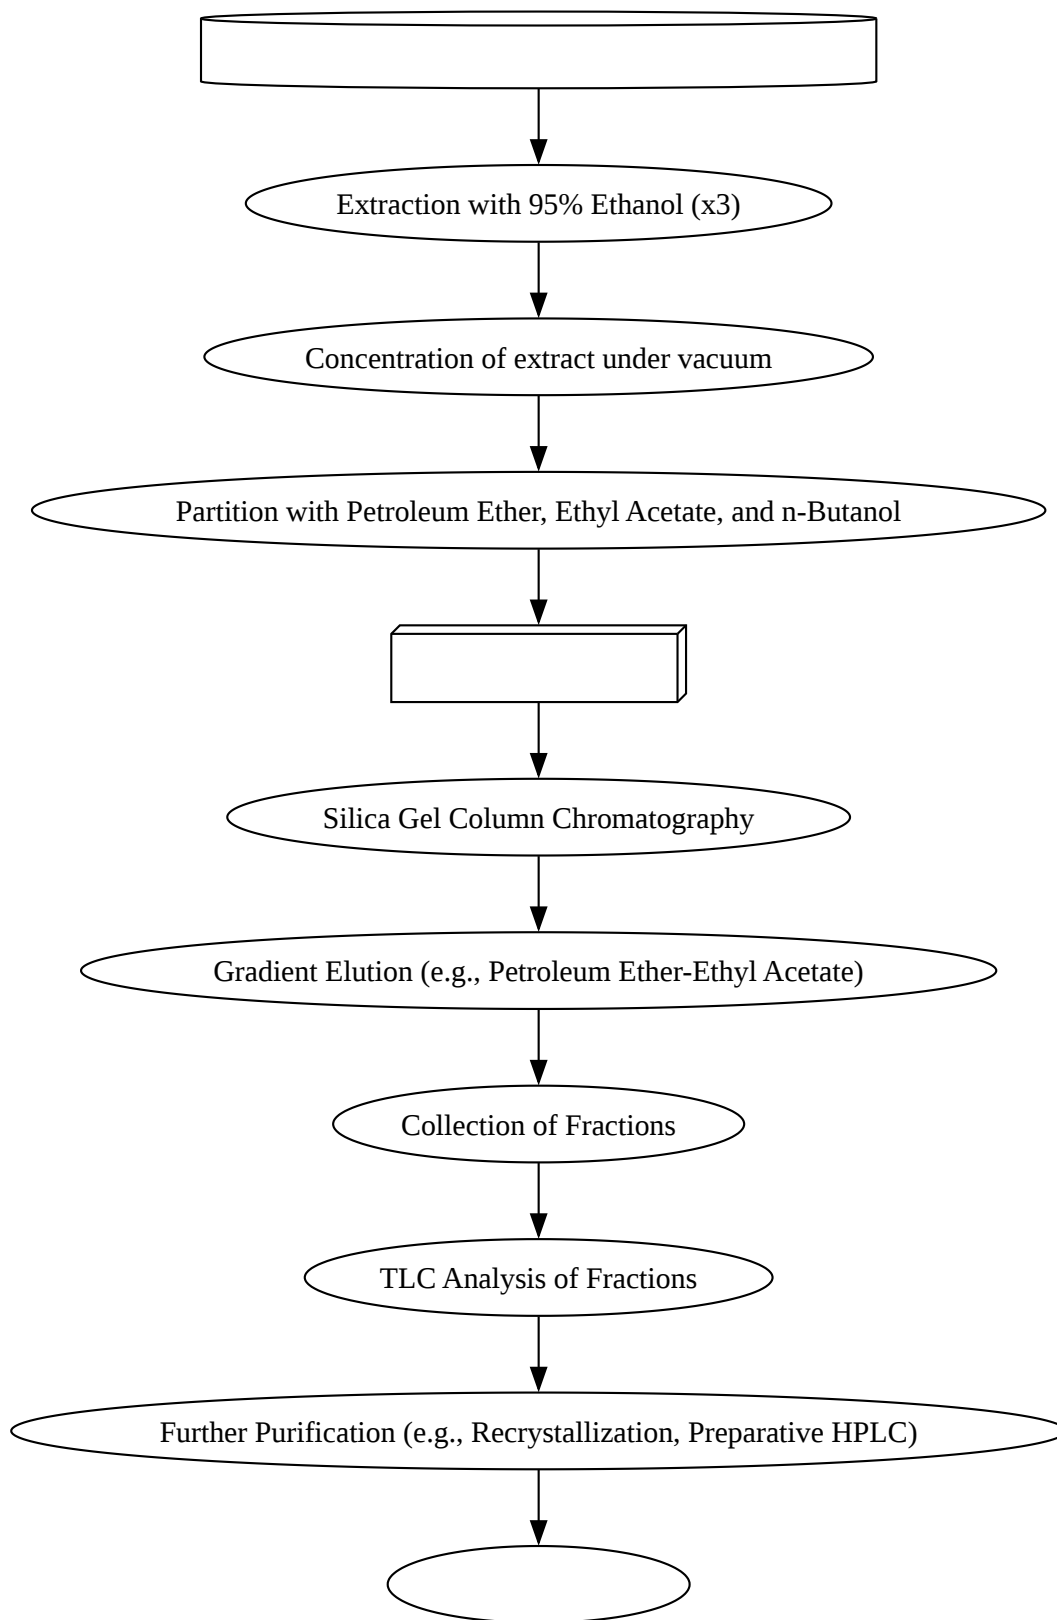 Extraction with 95% Ethanol (x3)
Concentration of extract under vacuum
Partition with Petroleum Ether, Ethyl Acetate, and n-Butanol
Silica Gel Column Chromatography
Gradient Elution (e.g., Petroleum Ether-Ethyl Acetate)
Collection of Fractions
TLC Analysis of Fractions
Further Purification (e.g., Recrystallization, Preparative HPLC)